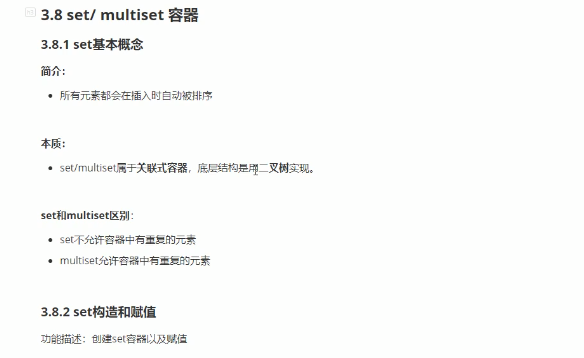 3.8 set/ multiset 容器
3.8.1 set基本概念
简介：
所有元素都会在插入时自动被排序
本质：
set/multiset属于关联式容器，底层结构是用二叉树实现。
set和multiset区别：
set不允许容器中有重复的元素
multiset允许容器中有重复的元素
3.8.2 set构造和赋值
功能描述：创建set容器以及赋值